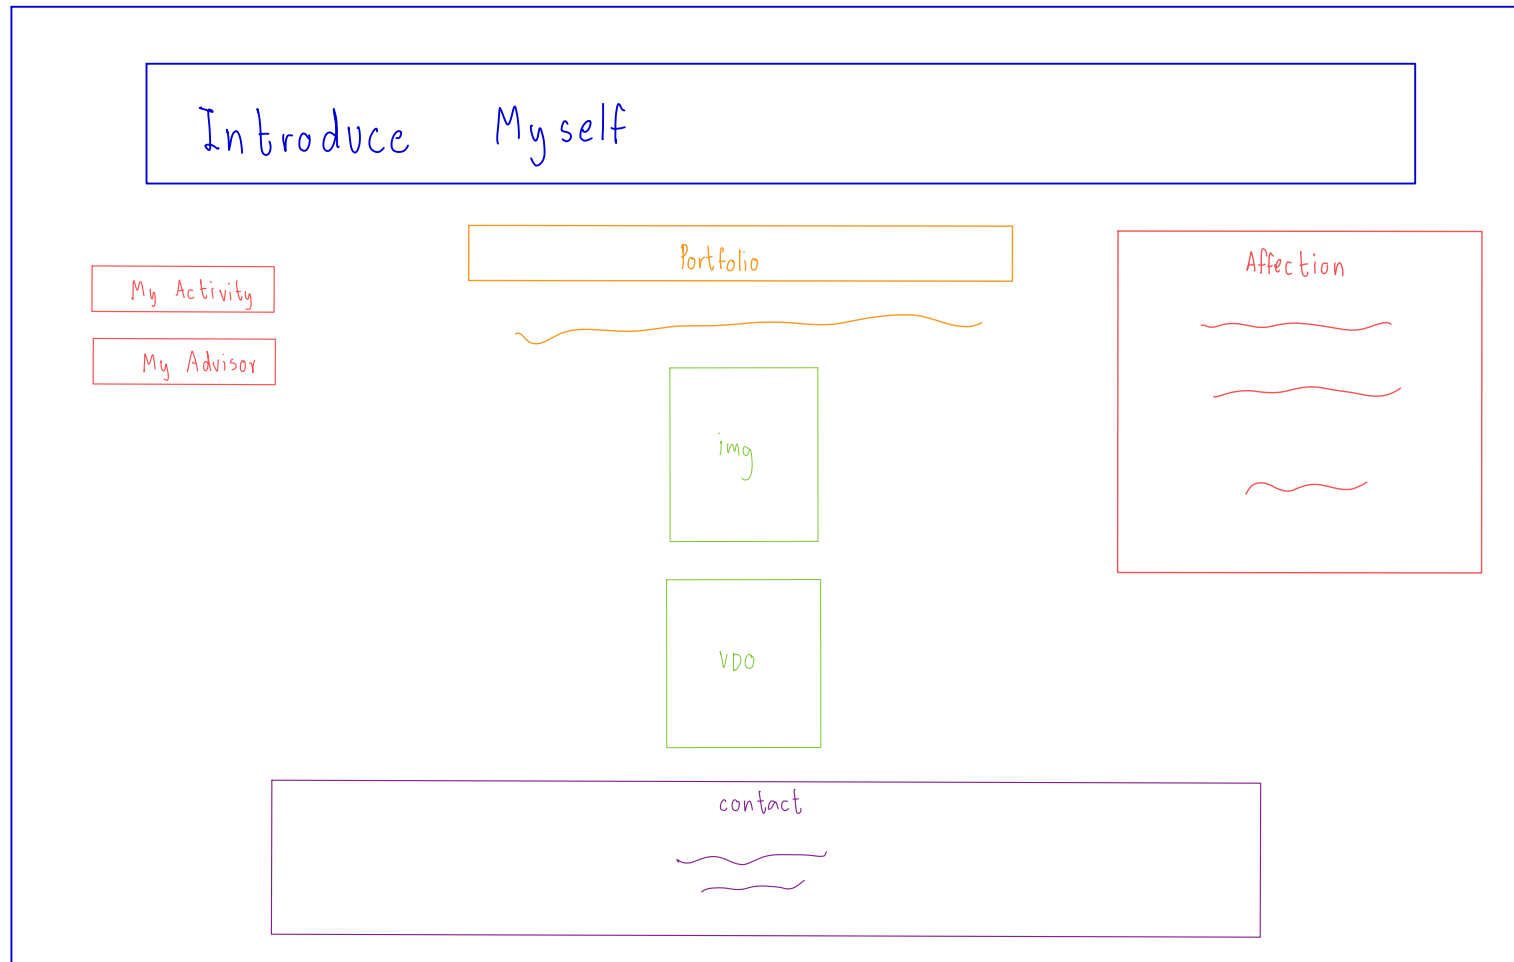 Introduce Myself
My Activity
My Advisor
Portfolio
img
VDO
Affection
contact